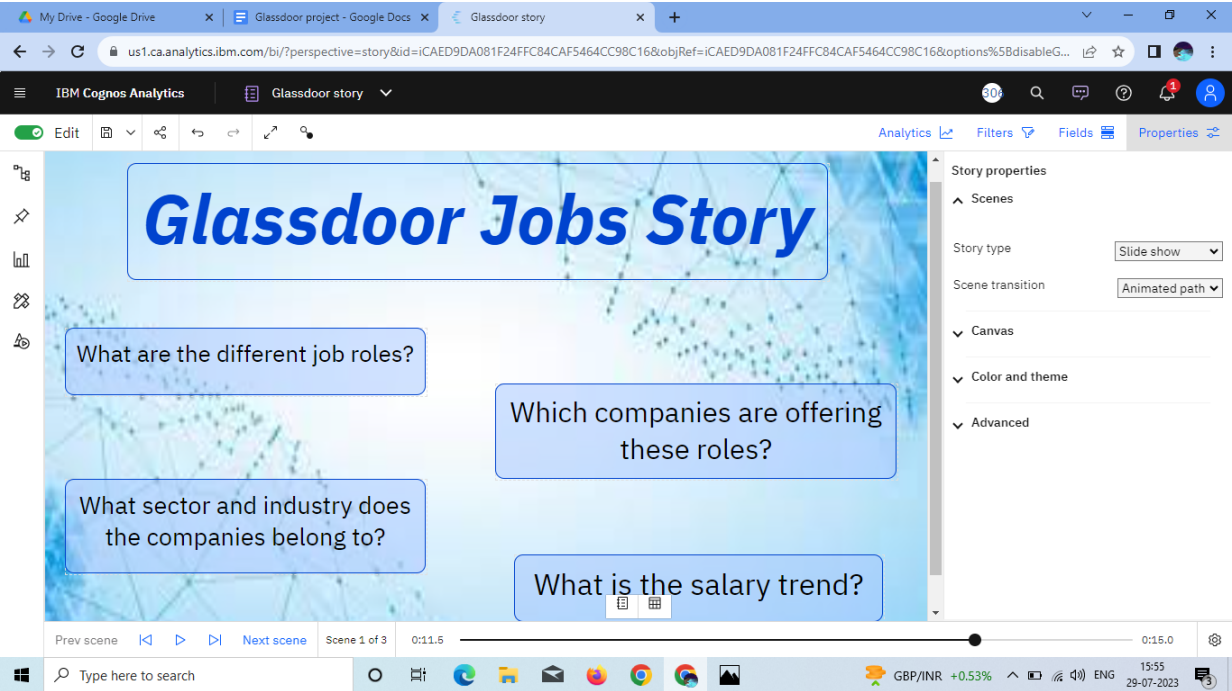 My Drive - Google Drive
Glassdoor project - Google Docs
Glassdoor story
us1.ca.analytics.ibm.com/bi/?perspective=story&id=iCAED9DA081F24FFC84CAF5464CC98C16&objRef=iCAED9DA081F24FFC84CAF5464CC98C16&options%5BdisableG...
IBM Cognos Analytics
Glassdoor story
1
Edit
Analytics
Filters
Fields
Properties
Glassdoor Jobs Story
What are the different job roles?
Which companies are offering
these roles?
What sector and industry does
the companies belong to?
What is the salary trend?
Story properties
Scenes
Story type
Slide show
Scene transition
Animated path
Canvas
Color and theme
Advanced
Prev scene
Next scene
Scene 1 of 3
0:11.5
0:15.0
Type here to search
GBP/INR +0.53%
ENG
15:55
29-07-2023
3